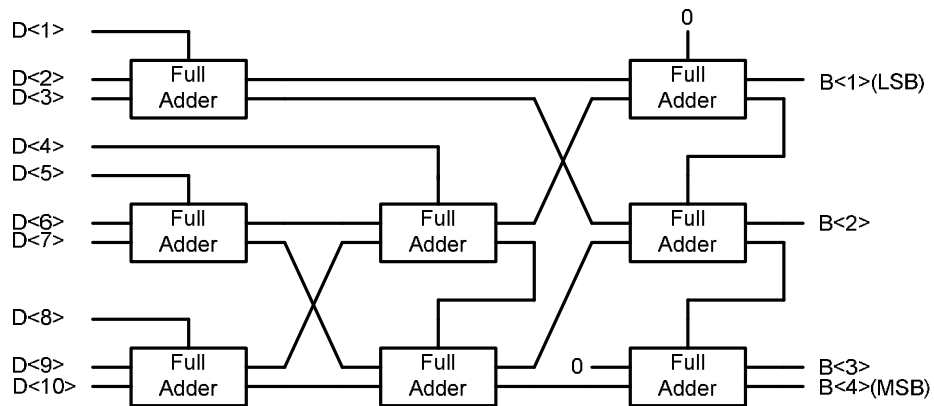 D<1>
0
D<2>
Full
Adder
Full
Adder
B<1>(LSB)
D<3>
D<4>
D<5>
D<6>
Full
Adder
Full
Adder
Full
Adder
B<2>
D<7>
D<8>
D<9>
Full
Adder
Full
Adder
0
Full
Adder
B<3>
D<10>
B<4>(MSB)